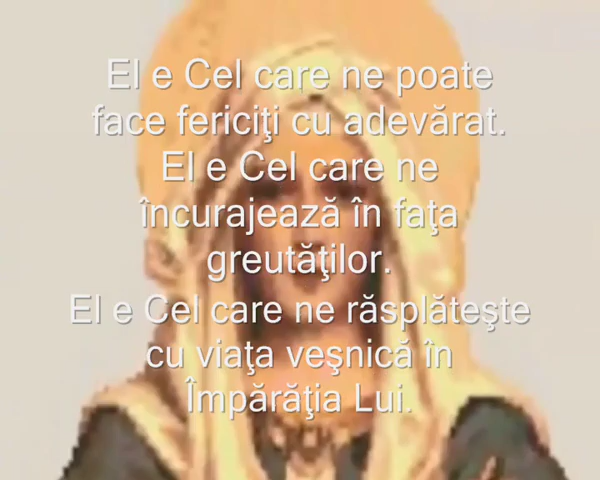 El e Cel care ne poate
face fericiţi cu adevărat.
El e Cel care ne
încurajează în faţa
greutăţilor.
El e Cel care ne răsplăteşte
cu viaţa veşnică în
Împărăţia Lui.